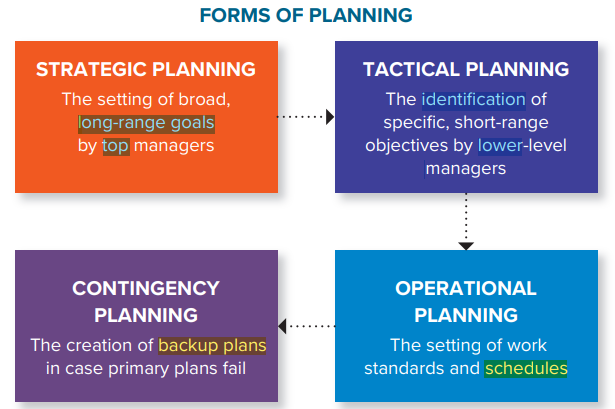 FORMS OF PLANNING
STRATEGIC PLANNING
The setting of broad,
long-range goals
by top managers
TACTICAL PLANNING
The identification of
specific, short-range
objectives by lower-level
managers
CONTINGENCY
PLANNING
The creation of backup plans
in case primary plans fail
OPERATIONAL
PLANNING
The setting of work
standards and schedules